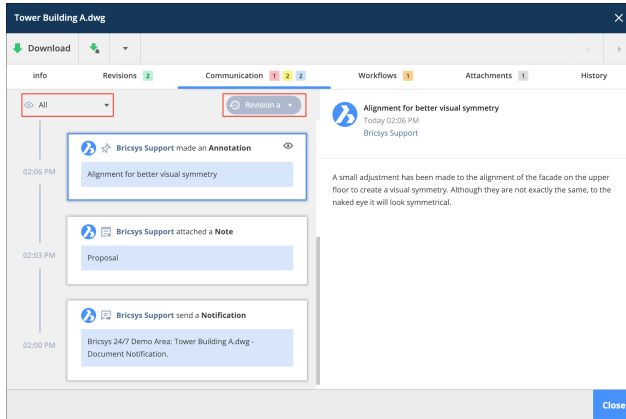 Tower Building A.dwg
Download
info
Revisions 2
Communication 1 2 2
Workflows 1
Attachments 1
History
All
Revision a
Bricsys Support made an Annotation
02:06 PM
Alignment for better visual symmetry
Bricsys Support attached a Note
02:03 PM
Proposal
Bricsys Support send a Notification
02:00 PM
Bricsys 24/7 Demo Area: Tower Building A.dwg -
Document Notification.
Alignment for better visual symmetry
Today 02:06 PM
Bricsys Support
A small adjustment has been made to the alignment of the facade on the upper
floor to create a visual symmetry. Although they are not exactly the same, to the
naked eye it will look symmetrical.
Close